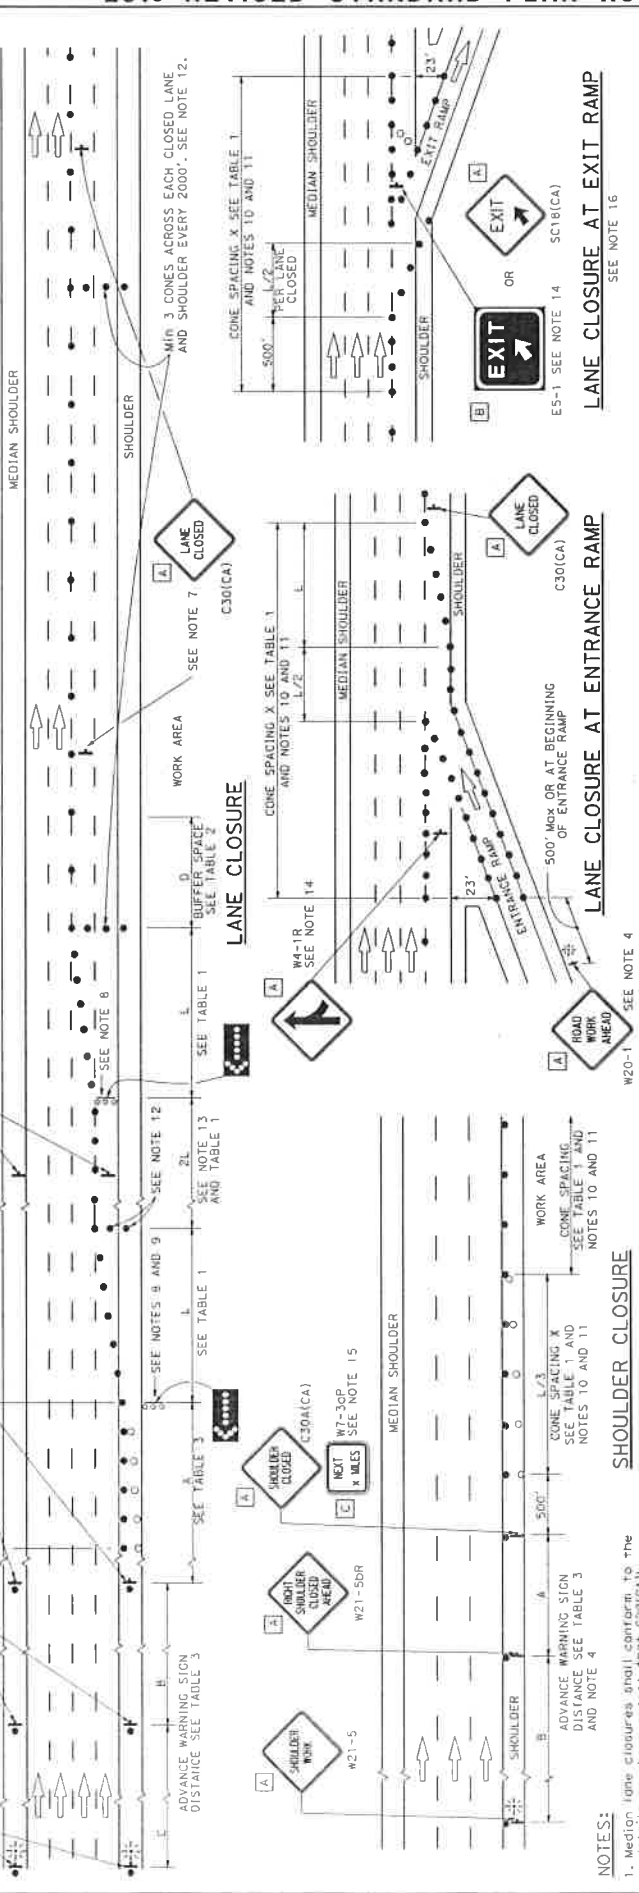 MEDIAN SHOULDER
SHOULDER
Min 3 CONES ACROSS EACH CLOSED LANE
AND SHOULDER EVERY 2000'. SEE NOTE 12.
A
LANE
CLOSED
C30(CA)
SEE NOTE 7
WORK AREA
D
BUFFER SPACE
SEE TABLE 2
LANE CLOSURE
SEE NOTE 8
L
SEE TABLE 1
SEE NOTE 12
2L
SEE NOTE 13
AND TABLE 1
SEE NOTES 8 AND 9
L
SEE TABLE 1
A
SEE TABLE 3
B
ADVANCE WARNING SIGN
DISTANCE SEE TABLE 3
C
A
SHOULDER
WORK
W21-5
A
RIGHT
SHOULDER
CLOSED
AHEAD
W21-5bR
A
SHOULDER
CLOSED
C30A(CA)
C
NEXT
X MILES
W7-3aP
SEE NOTE 15
MEDIAN SHOULDER
SHOULDER
B
A
ADVANCE WARNING SIGN
DISTANCE SEE TABLE 3
AND NOTE 4
500'
L/3
CONE SPACING X
SEE TABLE 1 AND
NOTES 10 AND 11
WORK AREA
CONE SPACING
SEE TABLE 1 AND
NOTES 10 AND 11
SHOULDER CLOSURE
A
W4-1R
SEE NOTE 14
CONE SPACING X SEE TABLE 1
AND NOTES 10 AND 11
L/2
L
MEDIAN SHOULDER
SHOULDER
23'
ENTRANCE RAMP
500' Max OR AT BEGINNING
OF ENTRANCE RAMP
A
ROAD
WORK
AHEAD
W20-1
SEE NOTE 4
A
LANE
CLOSED
C30(CA)
LANE CLOSURE AT ENTRANCE RAMP
CONE SPACING X SEE TABLE 1
AND NOTES 10 AND 11
500'
L/2
PER LANE
CLOSED
MEDIAN SHOULDER
SHOULDER
23'
EXIT RAMP
B
EXIT
E5-1 SEE NOTE 14
OR
A
EXIT
SC18(CA)
LANE CLOSURE AT EXIT RAMP
SEE NOTE 16
NOTES:
1. Median lane closures shall conform to the